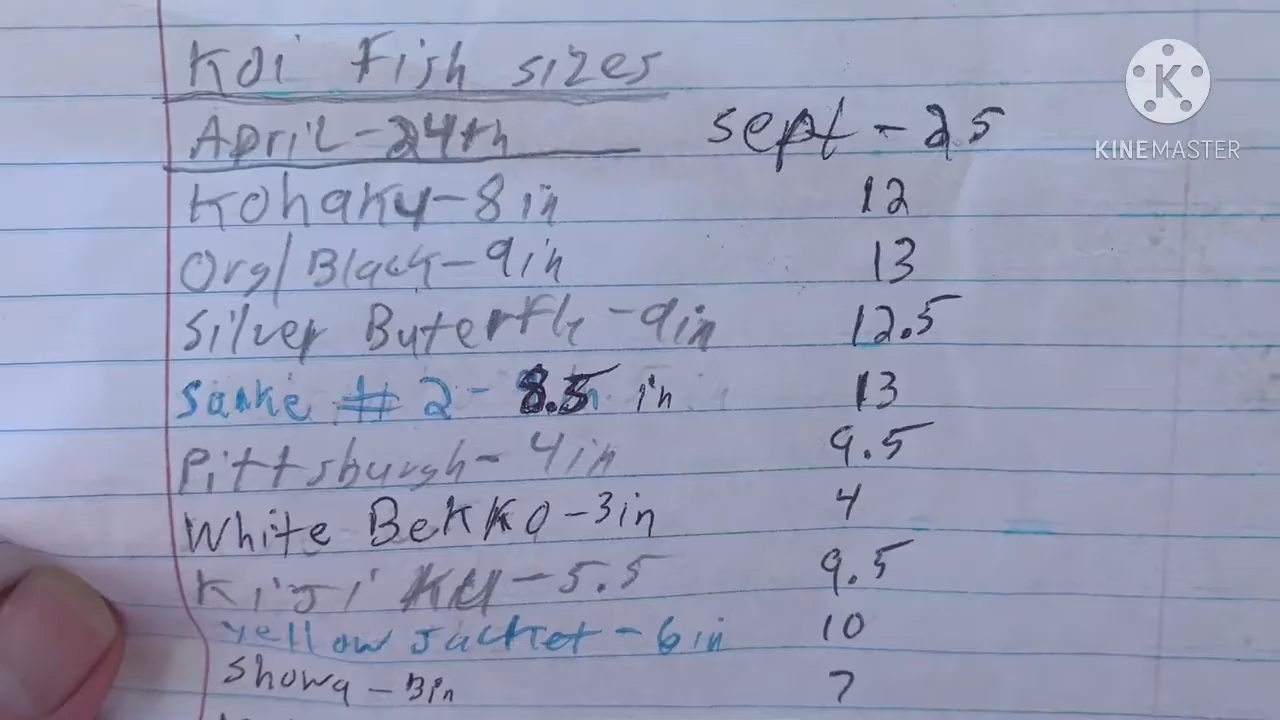 Koi Fish sizes
April-24th sept-25
Kohaku-8in 12
Org/Black-9in 13
Silver Buterfly-9in 12.5
Sanke #2-8.5 in 13
Pittsburgh-4in 9.5
White Bekko-3in 4
Kiji Ku-5.5 9.5
Yellow Jacket-6in 10
Showa-3in 7
K
KINEMASTER